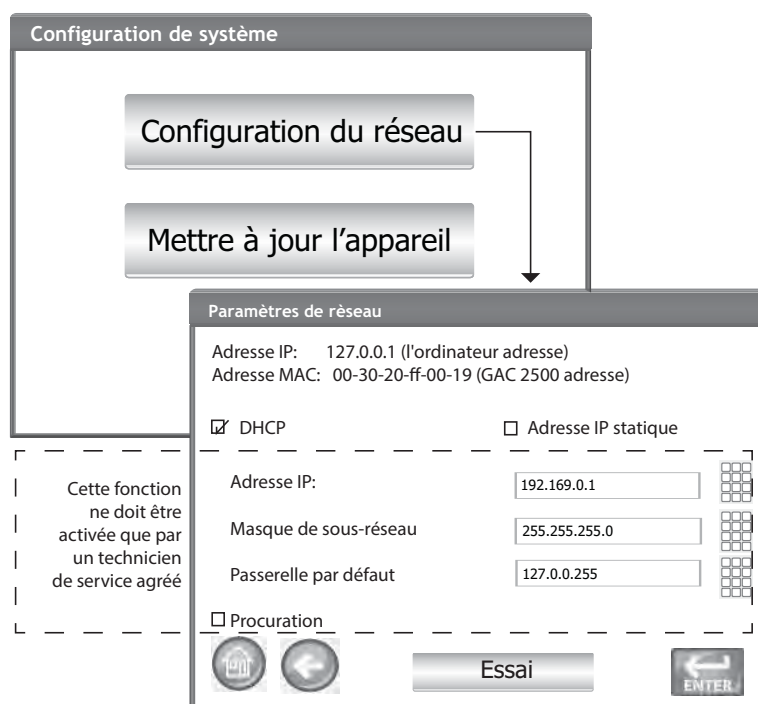 Configuration de système
Configuration du réseau
Mettre à jour l’appareil
Paramètres de rèseau
Adresse IP: 127.0.0.1 (l'ordinateur adresse)
Adresse MAC: 00-30-20-ff-00-19 (GAC 2500 adresse)
DHCP
Adresse IP statique
Cette fonction
ne doit être
activée que par
un technicien
de service agréé
Adresse IP: 192.169.0.1
Masque de sous-réseau 255.255.255.0
Passerelle par défaut 127.0.0.255
Procuration
Essai
ENTER